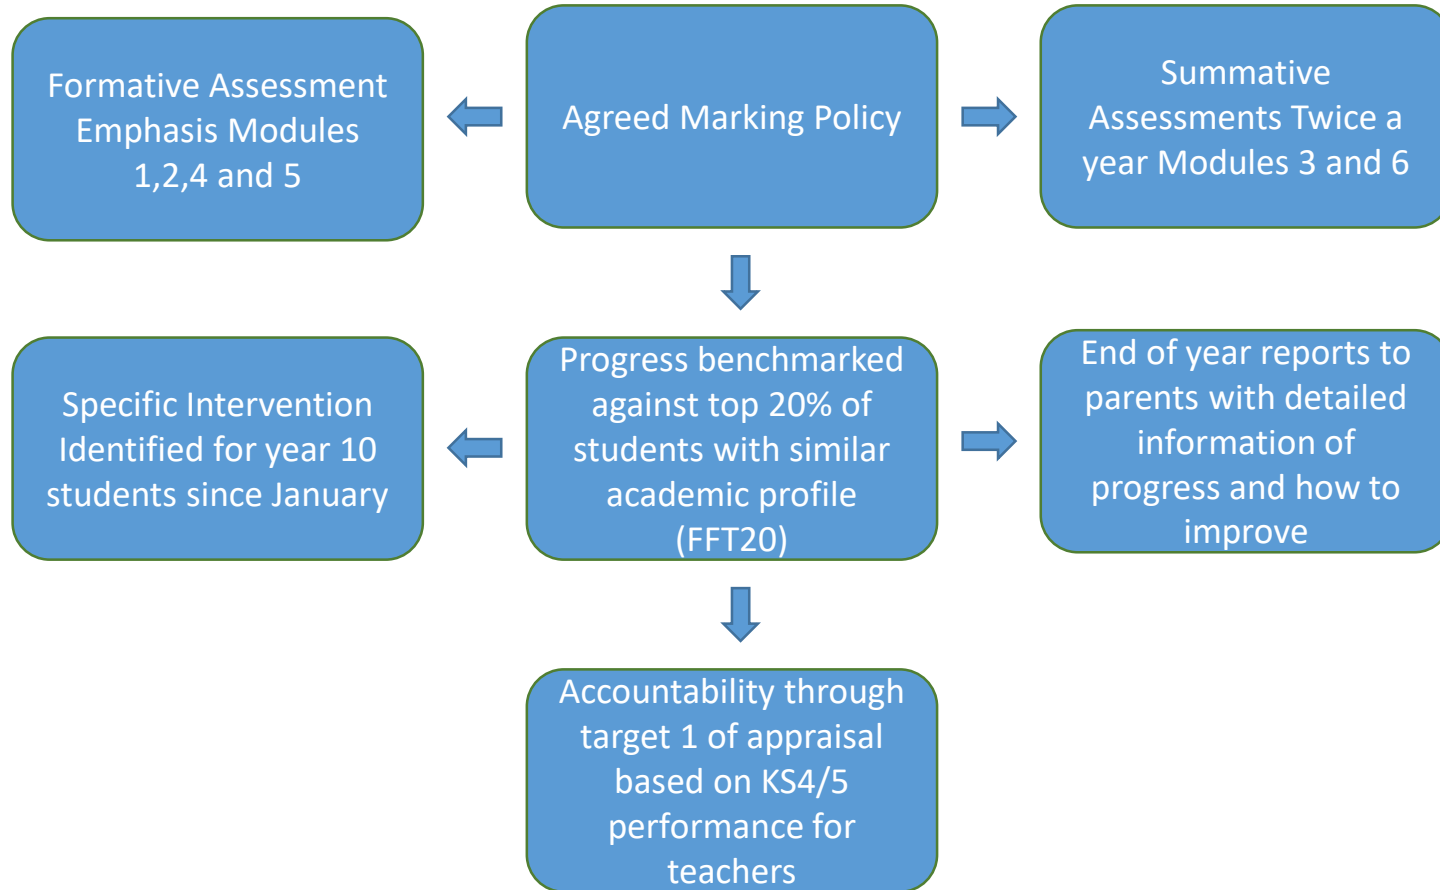 Formative Assessment
Emphasis Modules
1,2,4 and 5
Agreed Marking Policy
Summative
Assessments Twice a
year Modules 3 and 6
Specific Intervention
Identified for year 10
students since January
Progress benchmarked
against top 20% of
students with similar
academic profile
(FFT20)
End of year reports to
parents with detailed
information of
progress and how to
improve
Accountability through
target 1 of appraisal
based on KS4/5
performance for
teachers